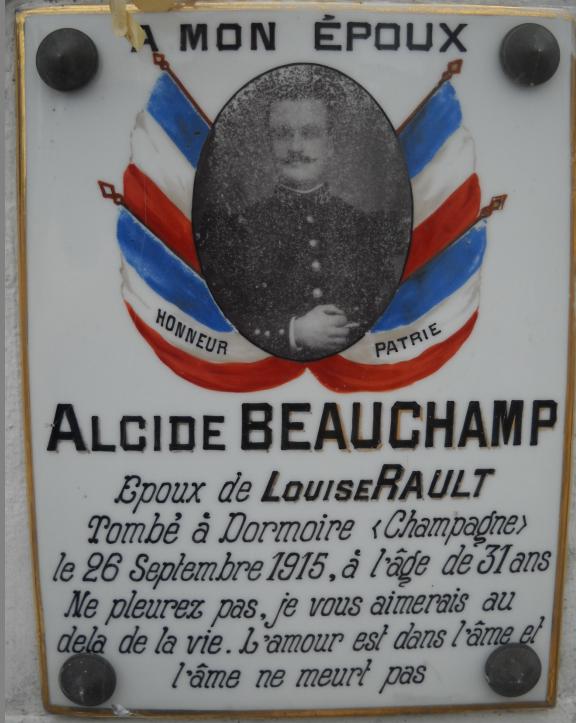 A MON ÉPOUX
HONNEUR
PATRIE
ALCIDE BEAUCHAMP
Epoux de LOUISE RAULT
Tombé à Dormoire (Champagne)
le 26 Septembre 1915, à l'âge de 31 ans
Ne pleurez pas, je vous aimerais au
dela de la vie. L'amour est dans l'âme et
l'âme ne meurt pas